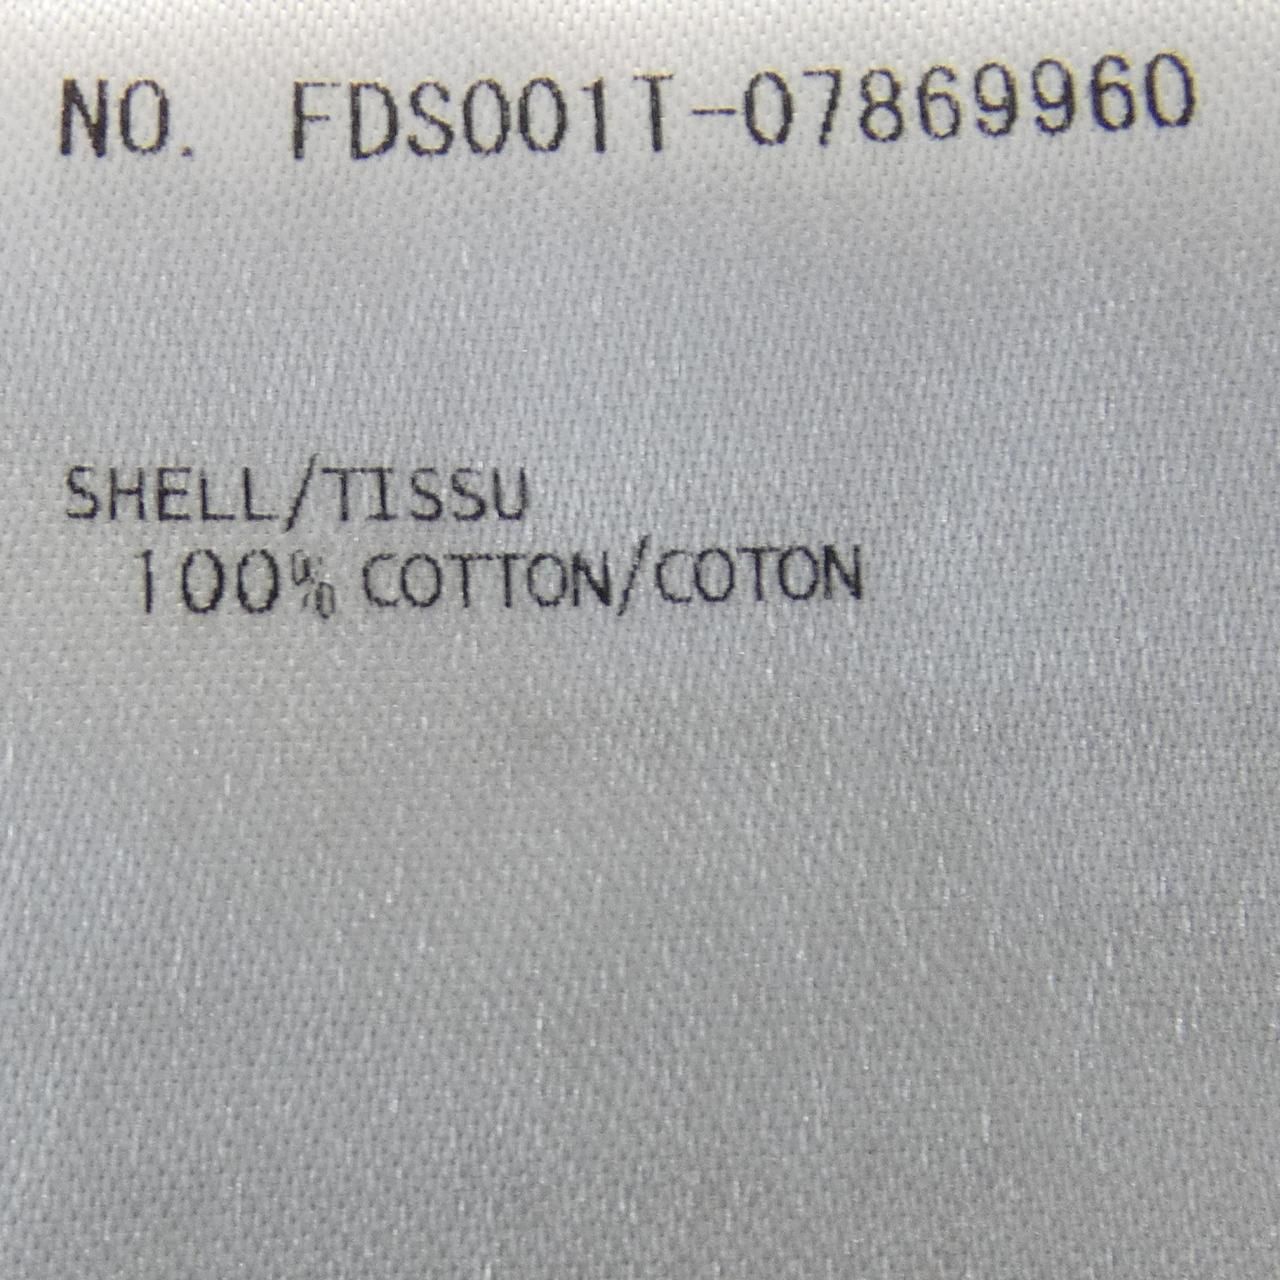 NO. FDS001T-07869960
SHELL/TISSU
100% COTTON/COTON